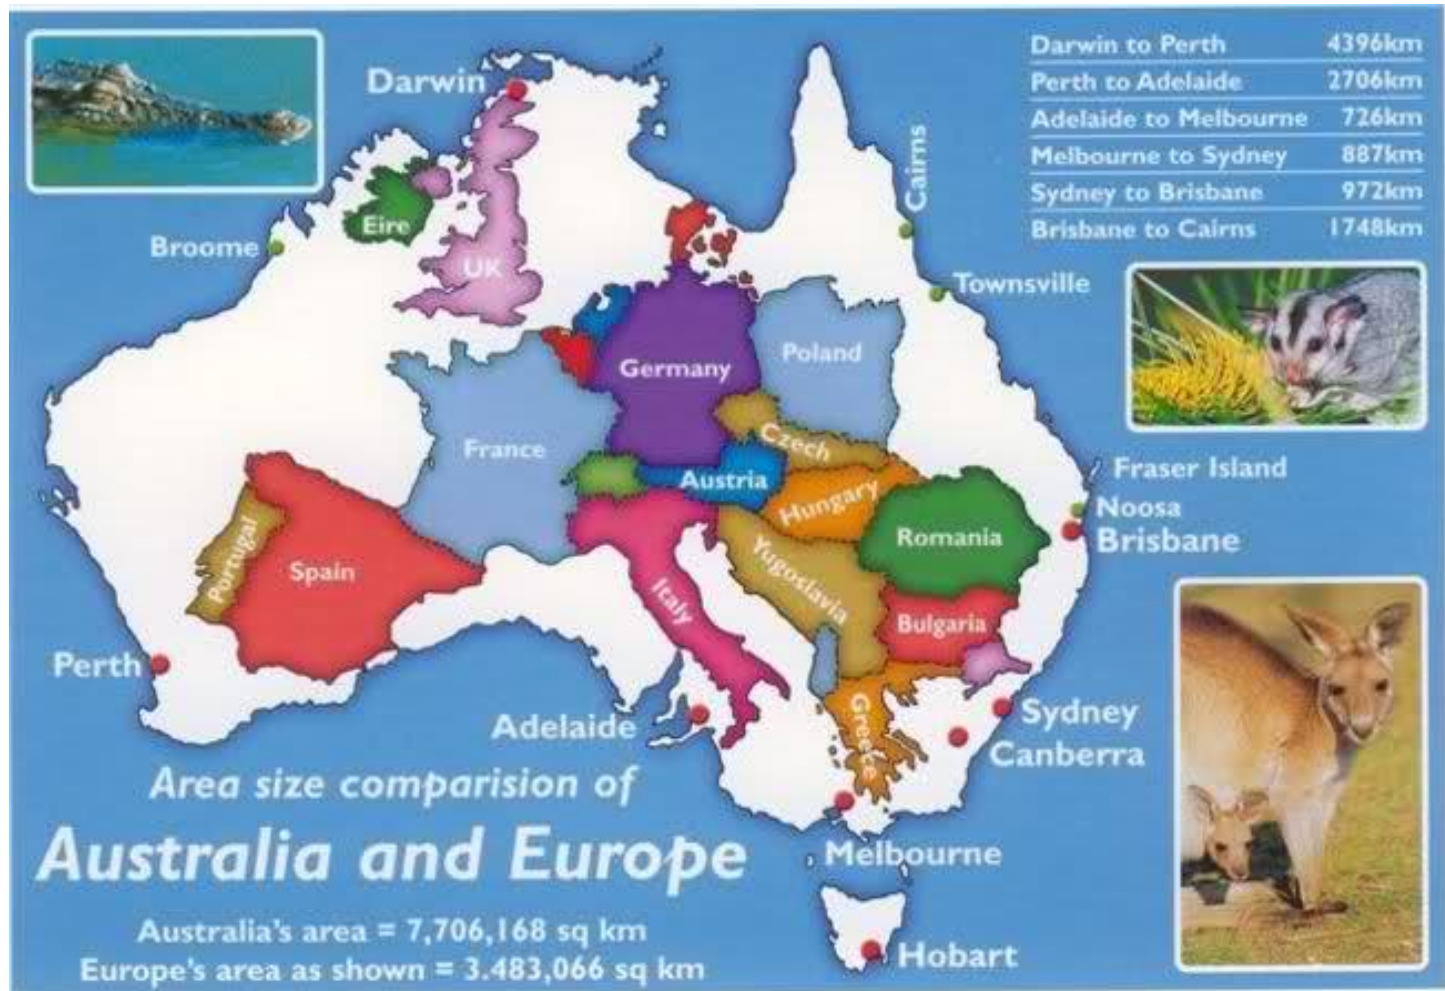 Darwin to Perth 4396km
Perth to Adelaide 2706km
Adelaide to Melbourne 726km
Melbourne to Sydney 887km
Sydney to Brisbane 972km
Brisbane to Cairns 1748km
Darwin
Cairns
Eire
Broome
UK
Townsville
Poland
Germany
France
Czech
Fraser Island
Austria
Hungary
Noosa
Brisbane
Romania
Portugal
Spain
Yugoslavia
Italy
Bulgaria
Perth
Greece
Sydney
Adelaide
Canberra
Area size comparision of
Australia and Europe
Melbourne
Australia's area = 7,706,168 sq km
Europe's area as shown = 3.483,066 sq km
Hobart